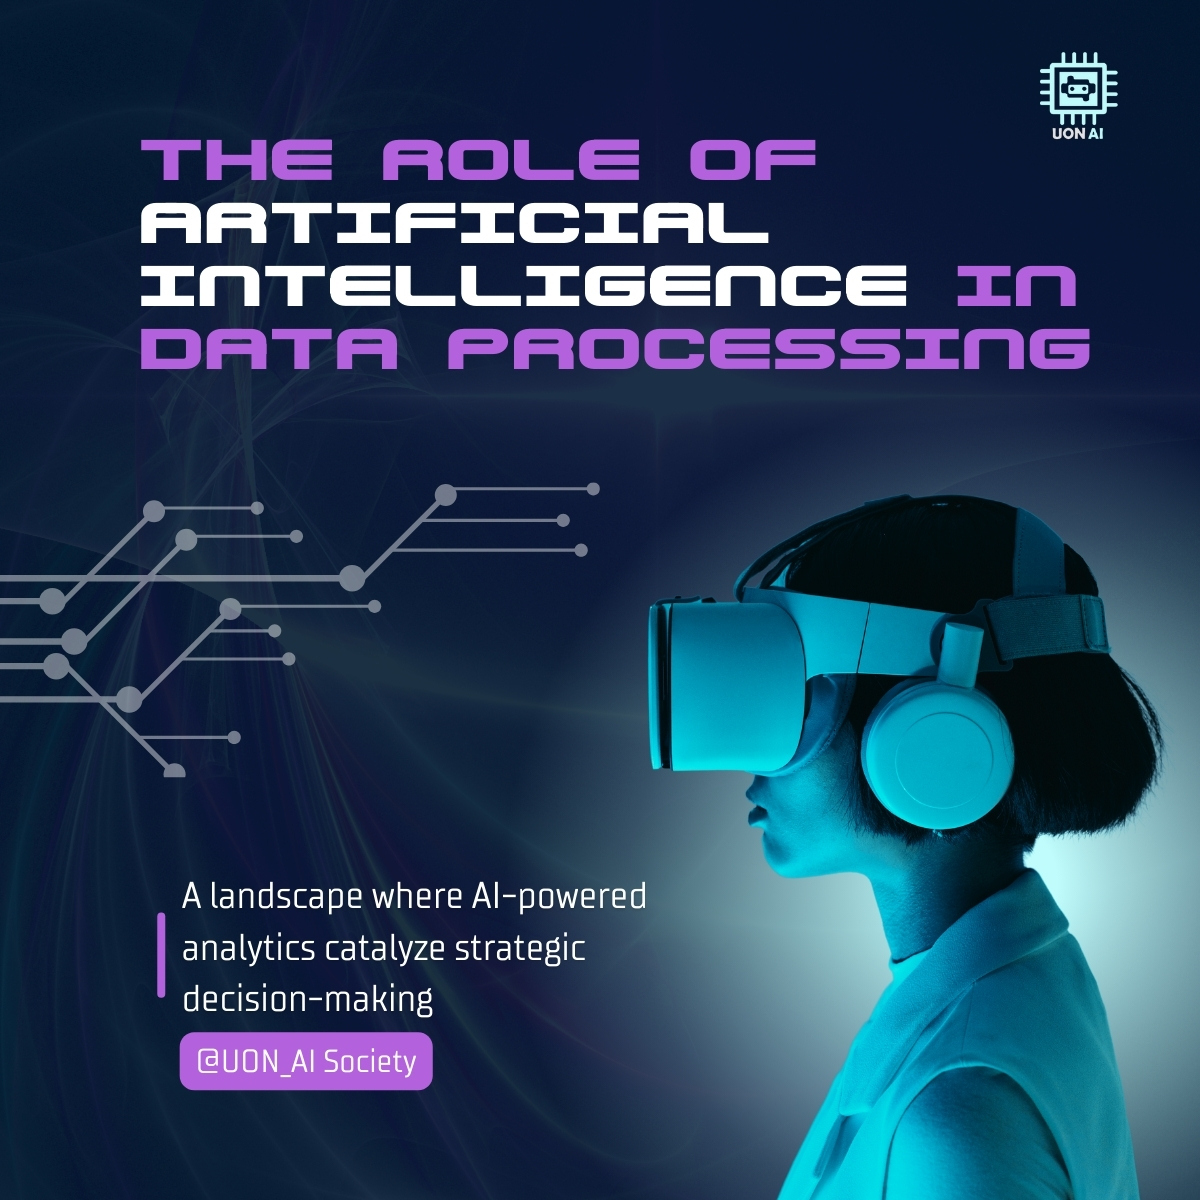 UON AI
THE ROLE OF
ARTIFICIAL
INTELLIGENCE IN
DATA PROCESSING
A landscape where AI-powered
analytics catalyze strategic
decision-making
@UON_AI Society